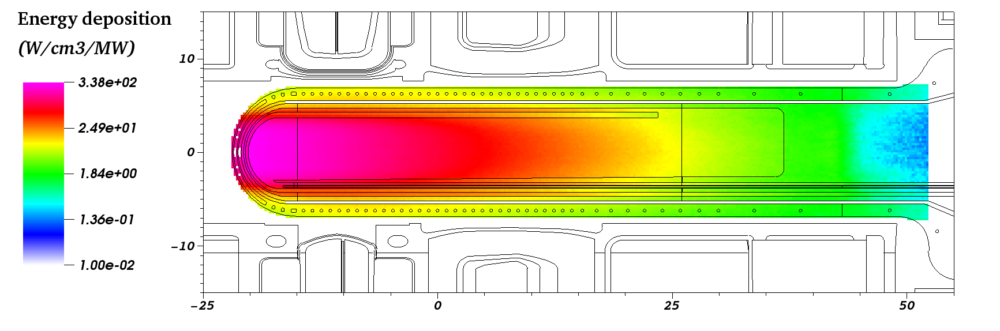 Energy deposition
(W/cm3/MW)
3.38e+02
2.49e+01
1.84e+00
1.36e-01
1.00e-02
10
0
−10
−25 0 25 50